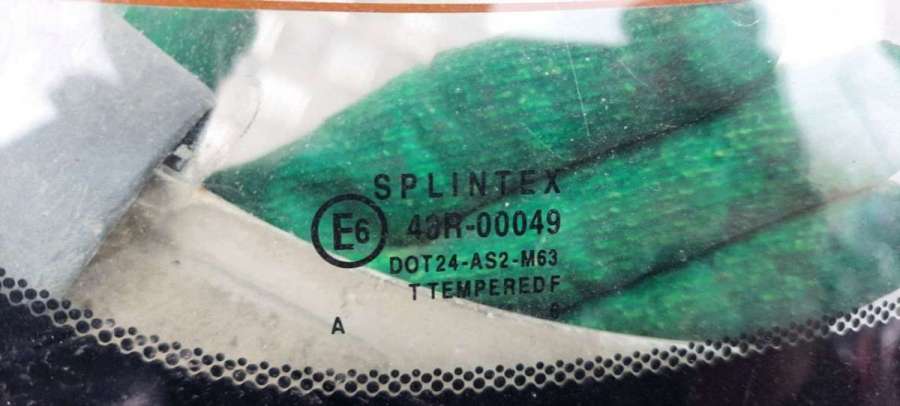 SPLINTEX
E6 43R-00049
DOT24-AS2-M63
T TEMPERED F
A